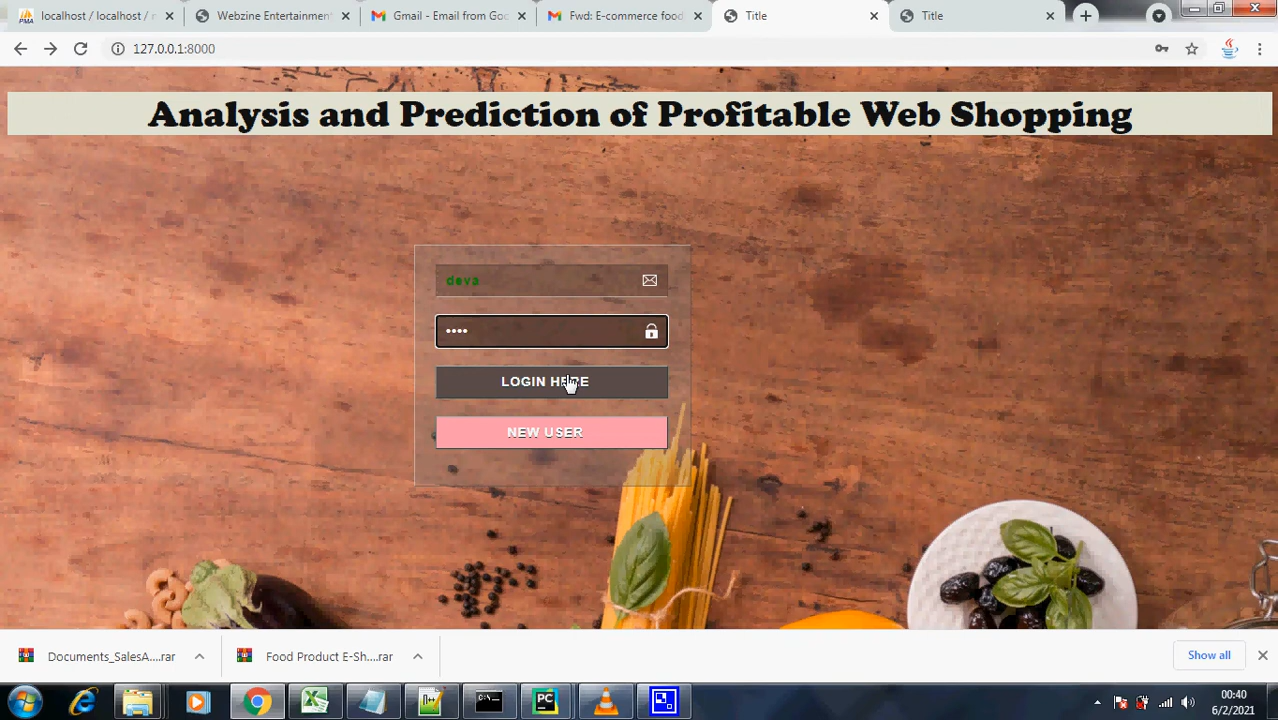 localhost / localhost / r
Webzine Entertainment
Gmail - Email from Goo
Fwd: E-commerce food
Title
Title
127.0.0.1:8000
Analysis and Prediction of Profitable Web Shopping
deva
••••
LOGIN HERE
NEW USER
Documents_SalesA....rar
Food Product E-Sh....rar
Show all
00:40
6/2/2021